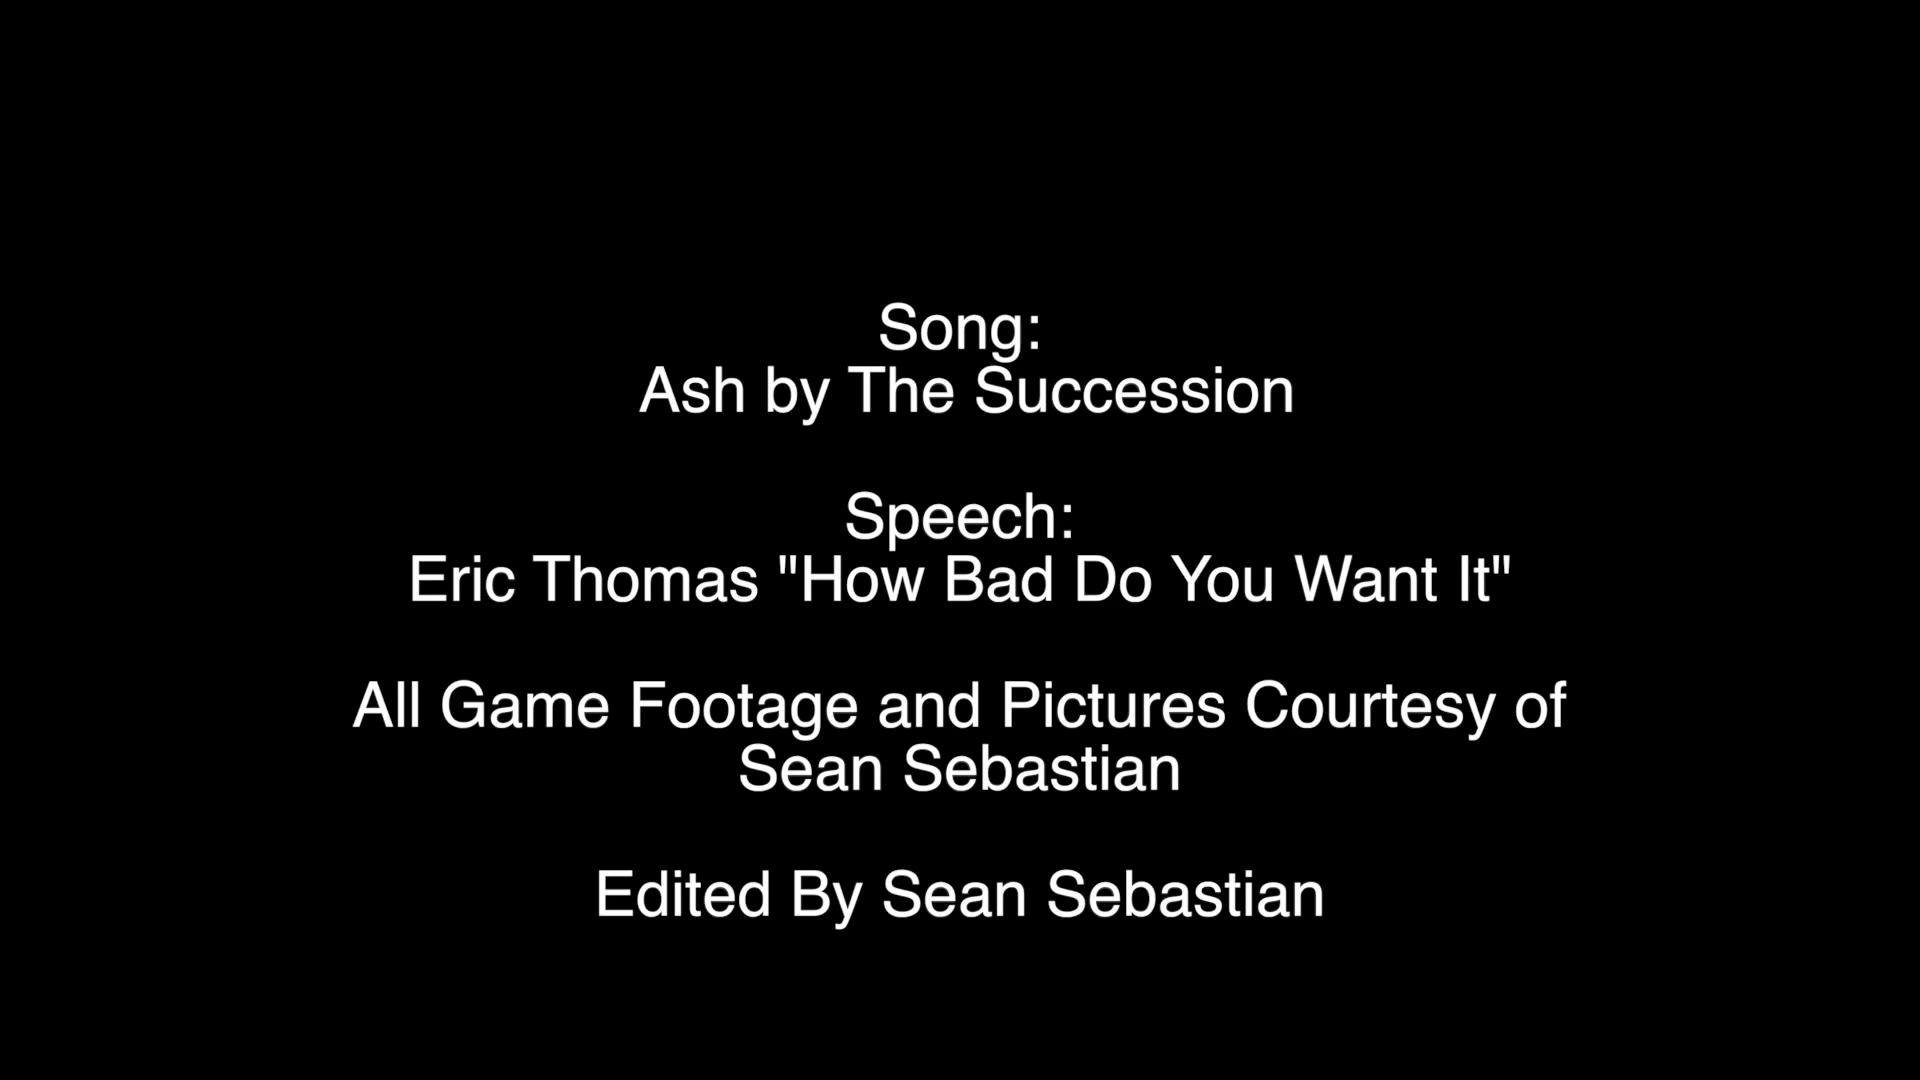 Song:
Ash by The Succession
Speech:
Eric Thomas "How Bad Do You Want It"
All Game Footage and Pictures Courtesy of
Sean Sebastian
Edited By Sean Sebastian